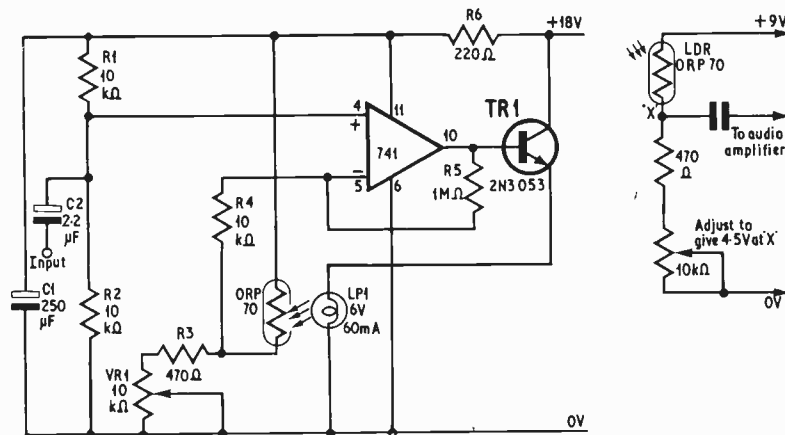 R6
220Ω
+18V
R1
10
kΩ
4
+
11
741
10
TR1
2N3053
−
5
6
R5
1MΩ
C2
2·2
μF
Input
R4
10
kΩ
C1
250
μF
R2
10
kΩ
ORP
70
LP1
6V
60mA
R3
470Ω
VR1
10
kΩ
0V
+9V
LDR
ORP70
'X'
To audio
amplifier
470
Ω
Adjust to
give 4·5V at 'X'
10kΩ
0V